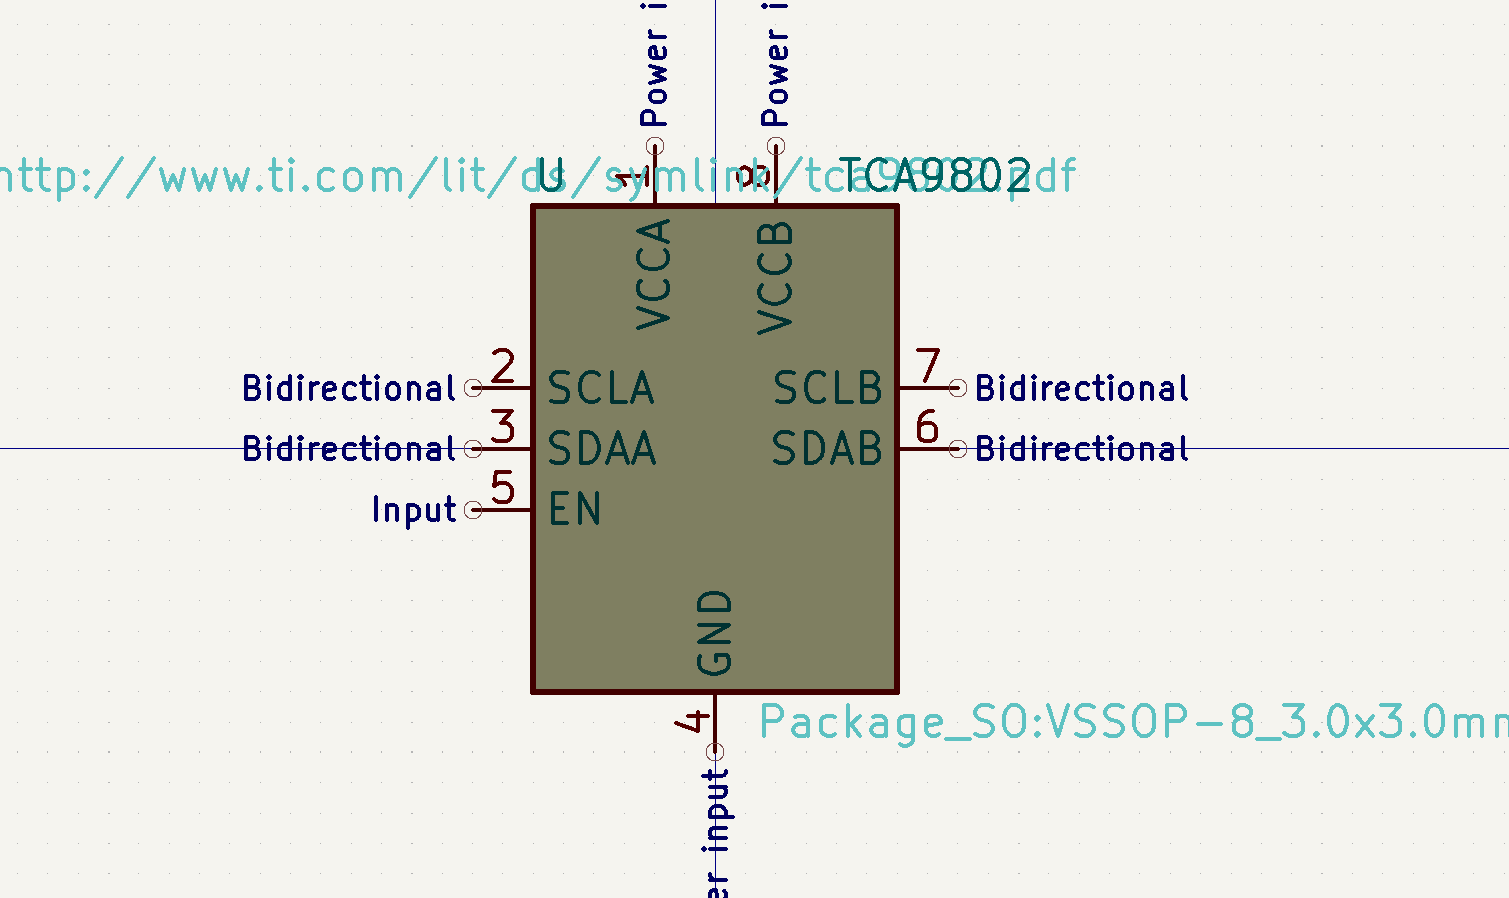 Power i
Power i
http://www.ti.com/lit/ds/symlink/tca9802.pdf
U
1
8
TCA9802
VCCA
VCCB
Bidirectional
2
SCLA
SCLB
7
Bidirectional
Bidirectional
3
SDAA
SDAB
6
Bidirectional
Input
5
EN
GND
4
Package_SO:VSSOP-8_3.0x3.0m
er input